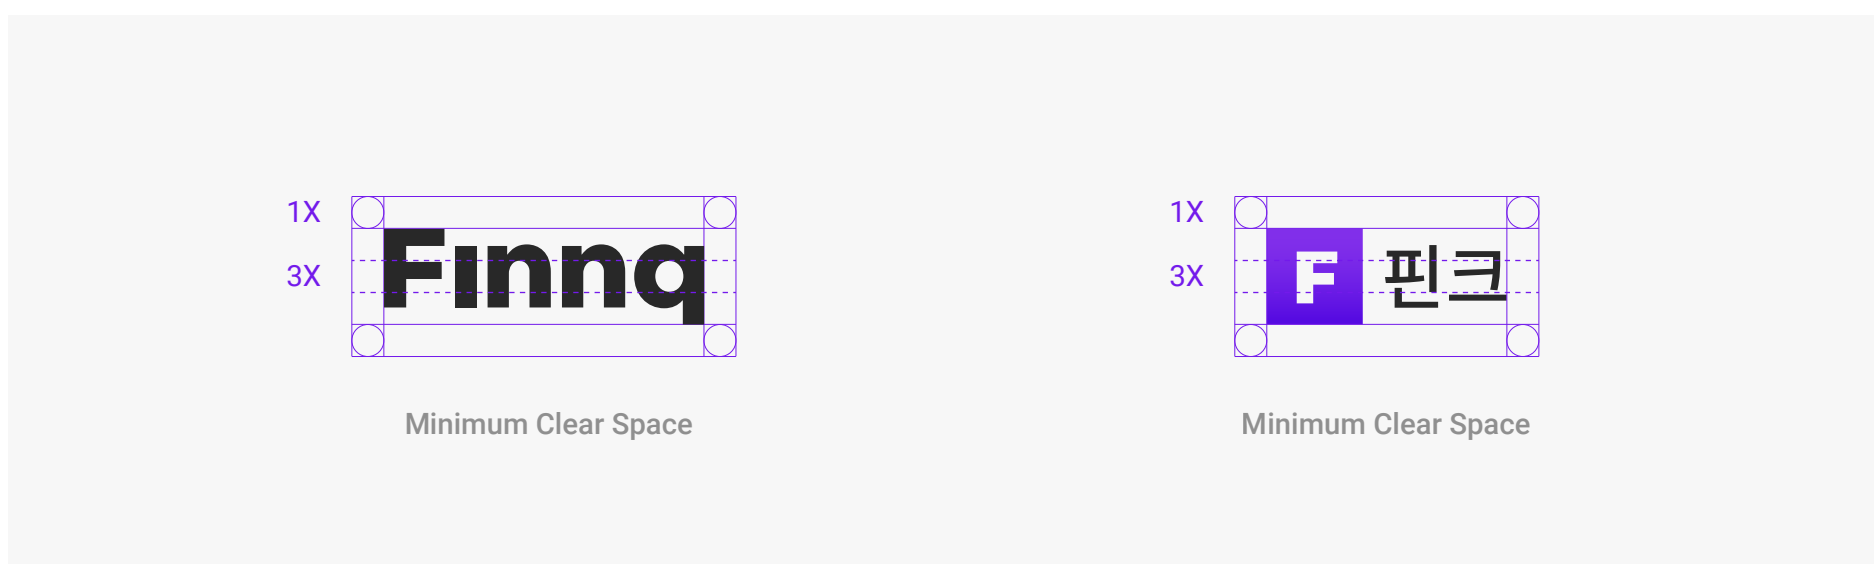 1X
3X
Finnq
Minimum Clear Space
1X
3X
F 핀크
Minimum Clear Space